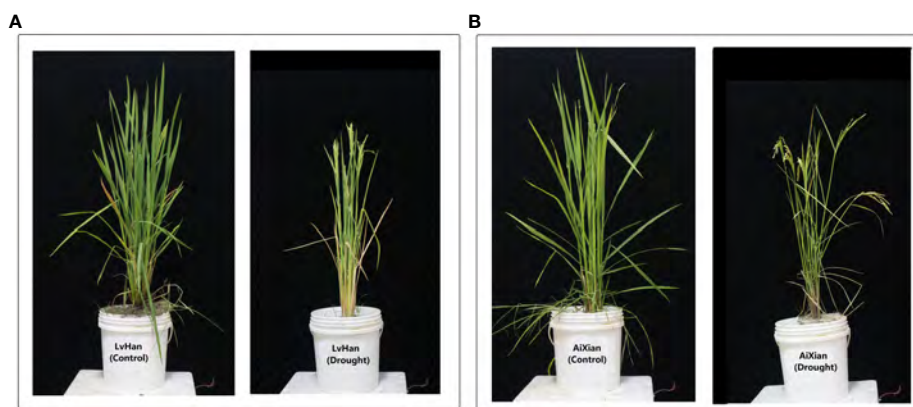 A
B
LvHan
(Control)
LvHan
(Drought)
AiXian
(Control)
AiXian
(Drought)